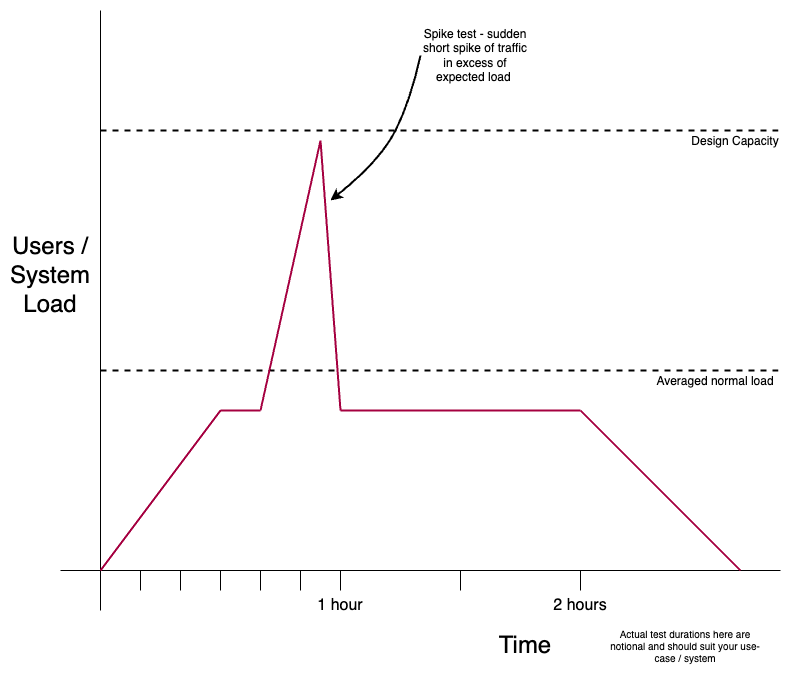 Spike test - sudden
short spike of traffic
in excess of
expected load
Design Capacity
Users /
System
Load
Averaged normal load
1 hour
2 hours
Time
Actual test durations here are
notional and should suit your use-
case / system